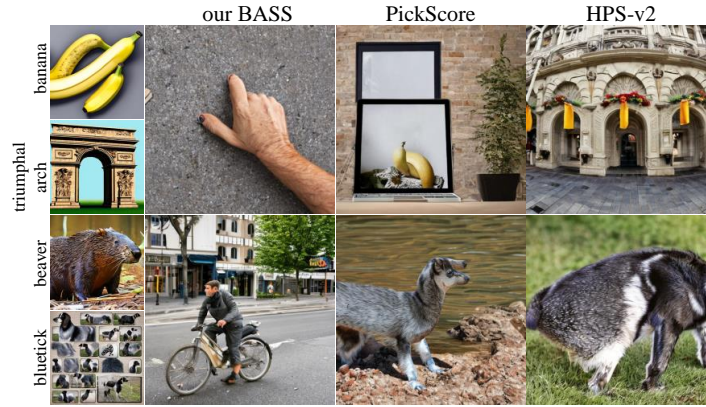 our BASS PickScore HPS-v2
banana
triumphal
arch
beaver
bluetick